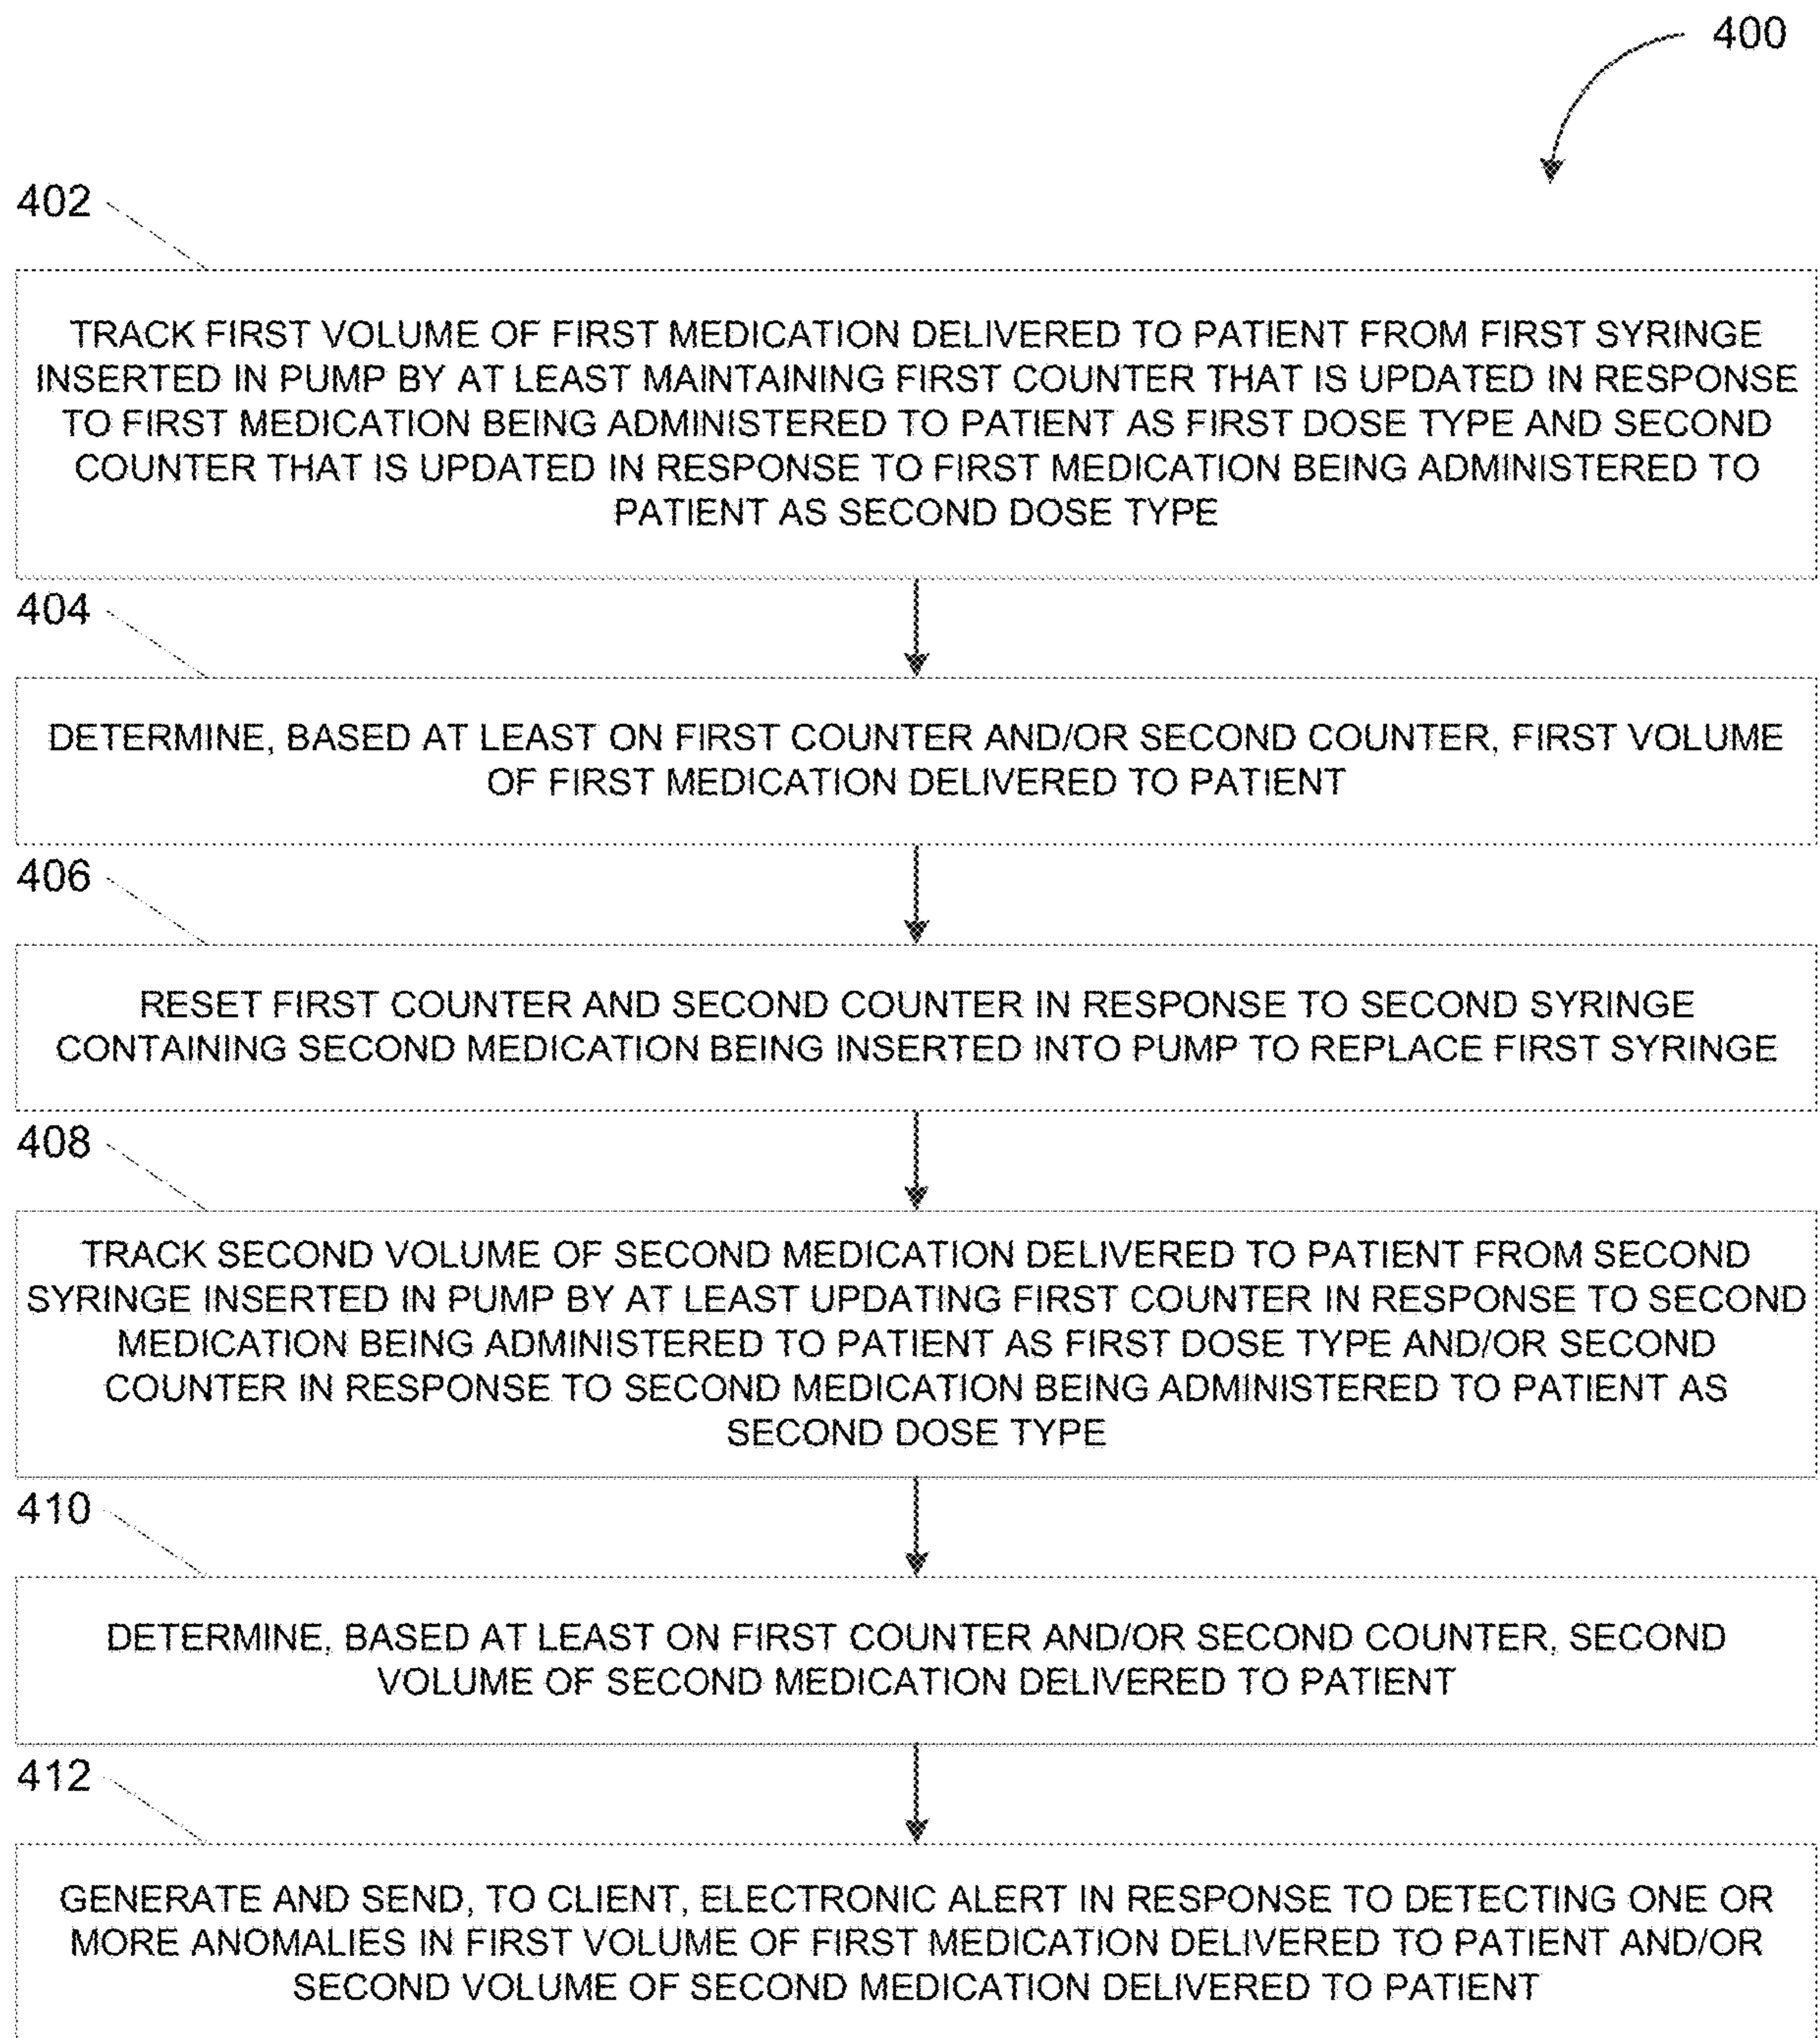 400
402
TRACK FIRST VOLUME OF FIRST MEDICATION DELIVERED TO PATIENT FROM FIRST SYRINGE
INSERTED IN PUMP BY AT LEAST MAINTAINING FIRST COUNTER THAT IS UPDATED IN RESPONSE
TO FIRST MEDICATION BEING ADMINISTERED TO PATIENT AS FIRST DOSE TYPE AND SECOND
COUNTER THAT IS UPDATED IN RESPONSE TO FIRST MEDICATION BEING ADMINISTERED TO
PATIENT AS SECOND DOSE TYPE
404
DETERMINE, BASED AT LEAST ON FIRST COUNTER AND/OR SECOND COUNTER, FIRST VOLUME
OF FIRST MEDICATION DELIVERED TO PATIENT
406
RESET FIRST COUNTER AND SECOND COUNTER IN RESPONSE TO SECOND SYRINGE
CONTAINING SECOND MEDICATION BEING INSERTED INTO PUMP TO REPLACE FIRST SYRINGE
408
TRACK SECOND VOLUME OF SECOND MEDICATION DELIVERED TO PATIENT FROM SECOND
SYRINGE INSERTED IN PUMP BY AT LEAST UPDATING FIRST COUNTER IN RESPONSE TO SECOND
MEDICATION BEING ADMINISTERED TO PATIENT AS FIRST DOSE TYPE AND/OR SECOND
COUNTER IN RESPONSE TO SECOND MEDICATION BEING ADMINISTERED TO PATIENT AS
SECOND DOSE TYPE
410
DETERMINE, BASED AT LEAST ON FIRST COUNTER AND/OR SECOND COUNTER, SECOND
VOLUME OF SECOND MEDICATION DELIVERED TO PATIENT
412
GENERATE AND SEND, TO CLIENT, ELECTRONIC ALERT IN RESPONSE TO DETECTING ONE OR
MORE ANOMALIES IN FIRST VOLUME OF FIRST MEDICATION DELIVERED TO PATIENT AND/OR
SECOND VOLUME OF SECOND MEDICATION DELIVERED TO PATIENT